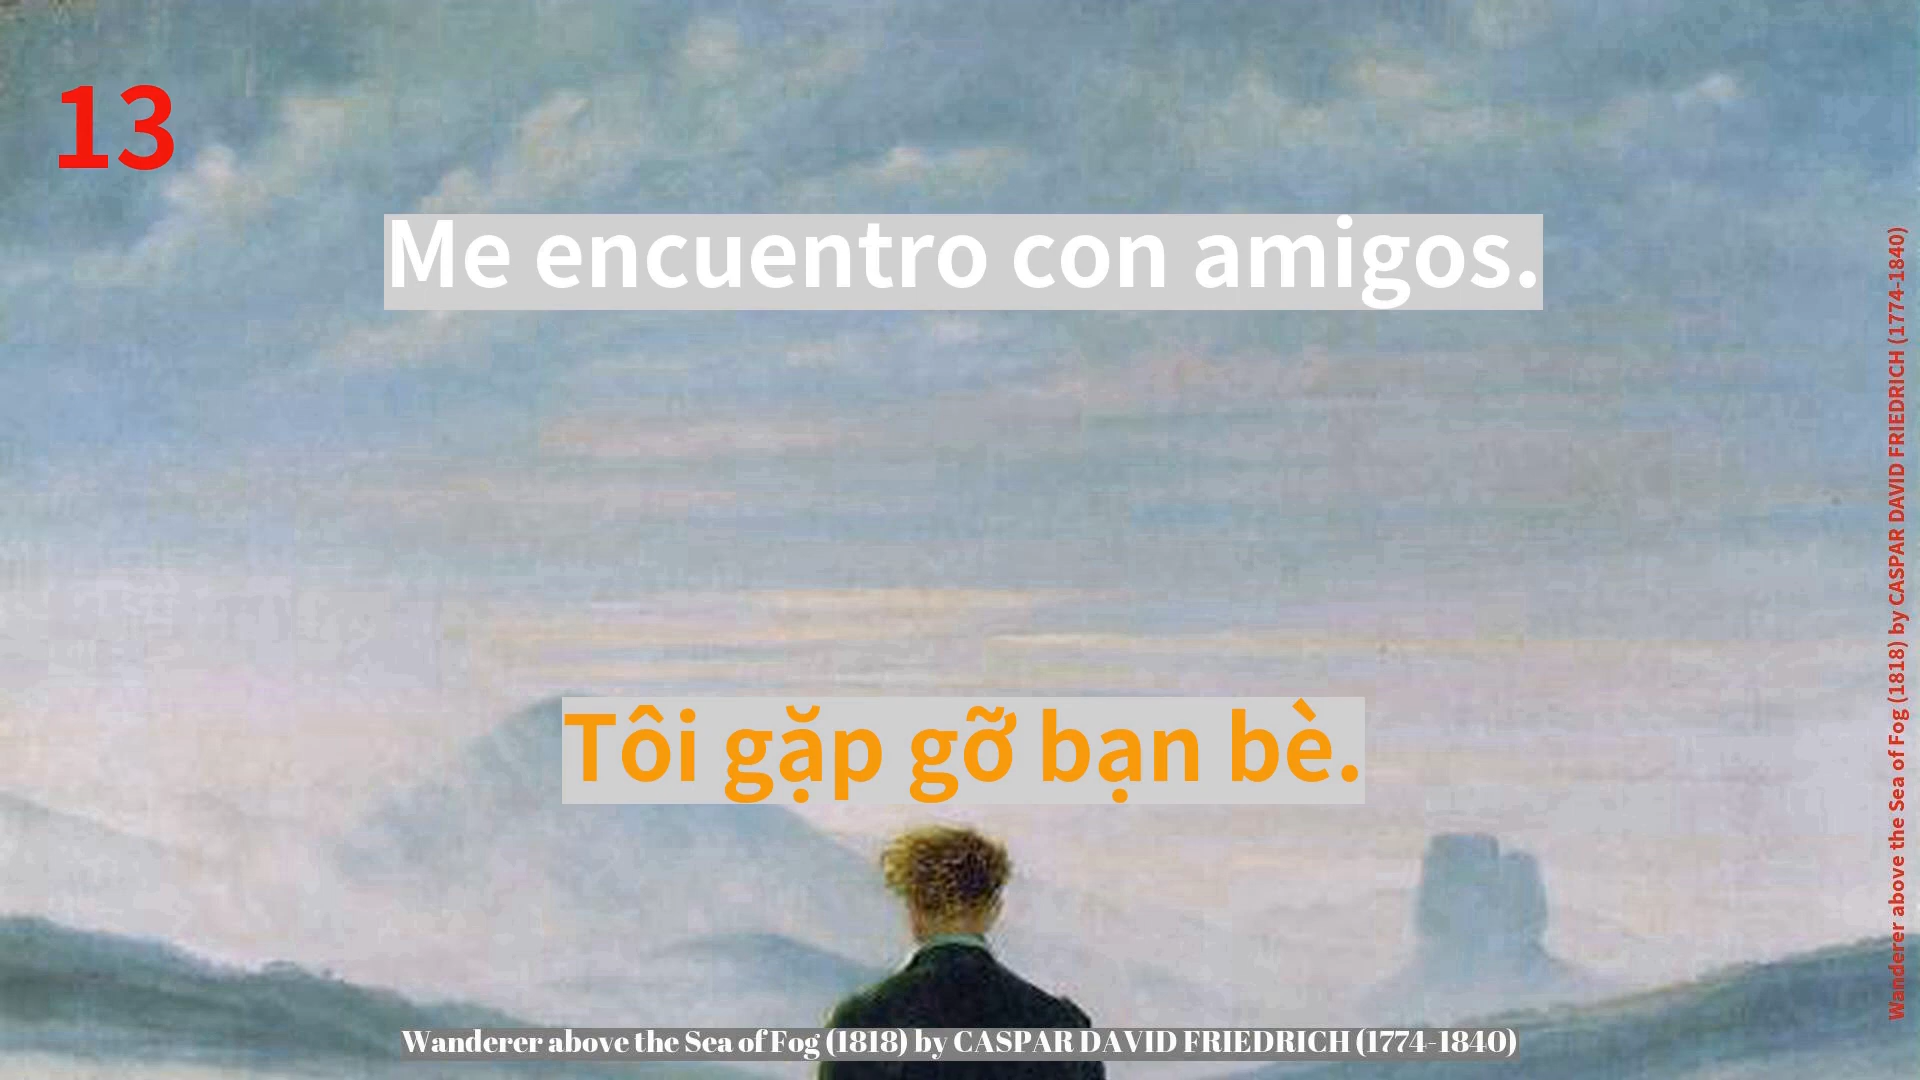 13
Me encuentro con amigos.
Tôi gặp gỡ bạn bè.
Wanderer above the Sea of Fog (1818) by CASPAR DAVID FRIEDRICH (1774-1840)
Wanderer above the Sea of Fog (1818) by CASPAR DAVID FRIEDRICH (1774-1840)